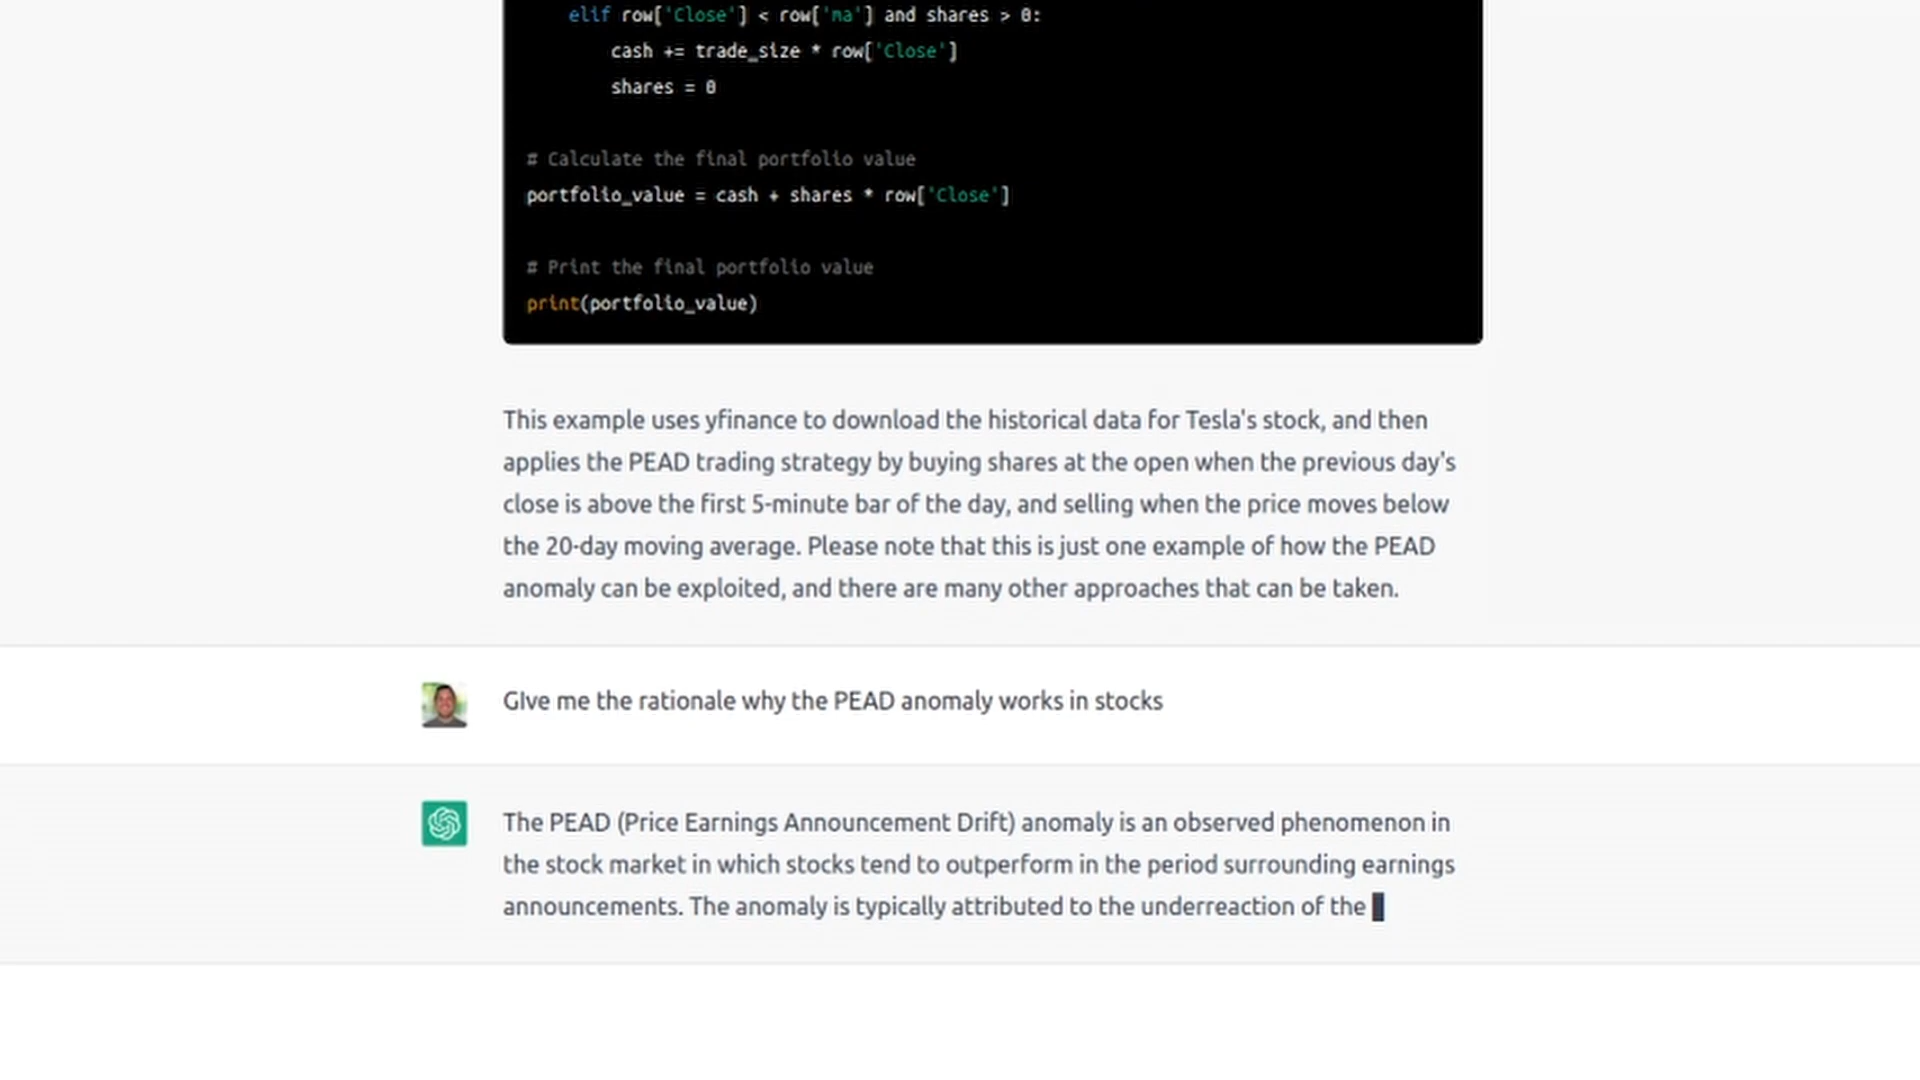 elif row['Close'] < row['ma'] and shares > 0:
cash += trade_size * row['Close']
shares = 0
# Calculate the final portfolio value
portfolio_value = cash + shares * row['Close']
# Print the final portfolio value
print(portfolio_value)
This example uses yfinance to download the historical data for Tesla's stock, and then
applies the PEAD trading strategy by buying shares at the open when the previous day's
close is above the first 5-minute bar of the day, and selling when the price moves below
the 20-day moving average. Please note that this is just one example of how the PEAD
anomaly can be exploited, and there are many other approaches that can be taken.
GIve me the rationale why the PEAD anomaly works in stocks
The PEAD (Price Earnings Announcement Drift) anomaly is an observed phenomenon in
the stock market in which stocks tend to outperform in the period surrounding earnings
announcements. The anomaly is typically attributed to the underreaction of the